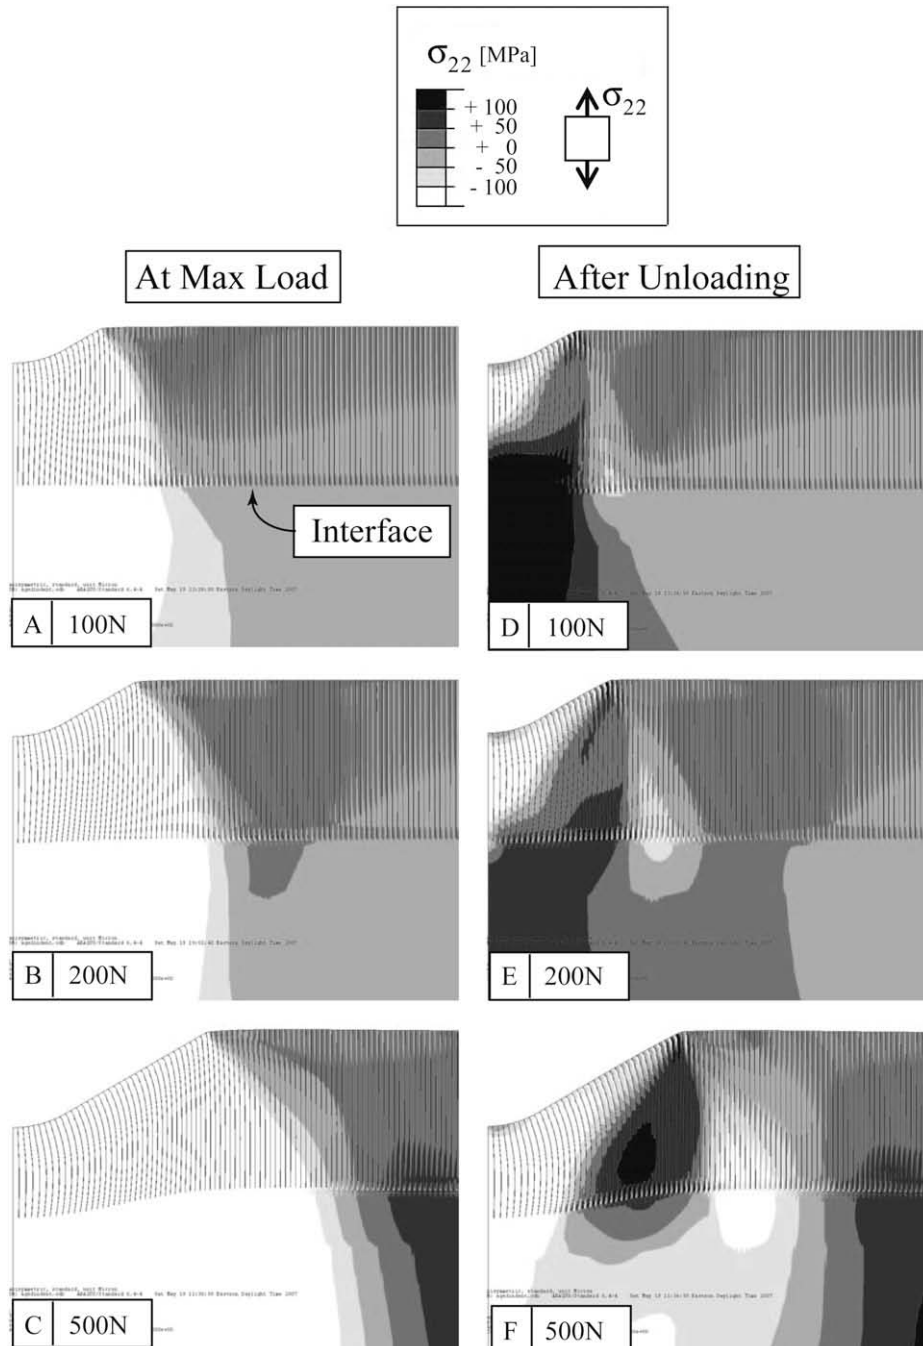 σ22 [MPa]
+ 100
+ 50
+ 0
- 50
- 100
σ22
At Max Load
After Unloading
Interface
A 100N
D 100N
B 200N
E 200N
C 500N
F 500N